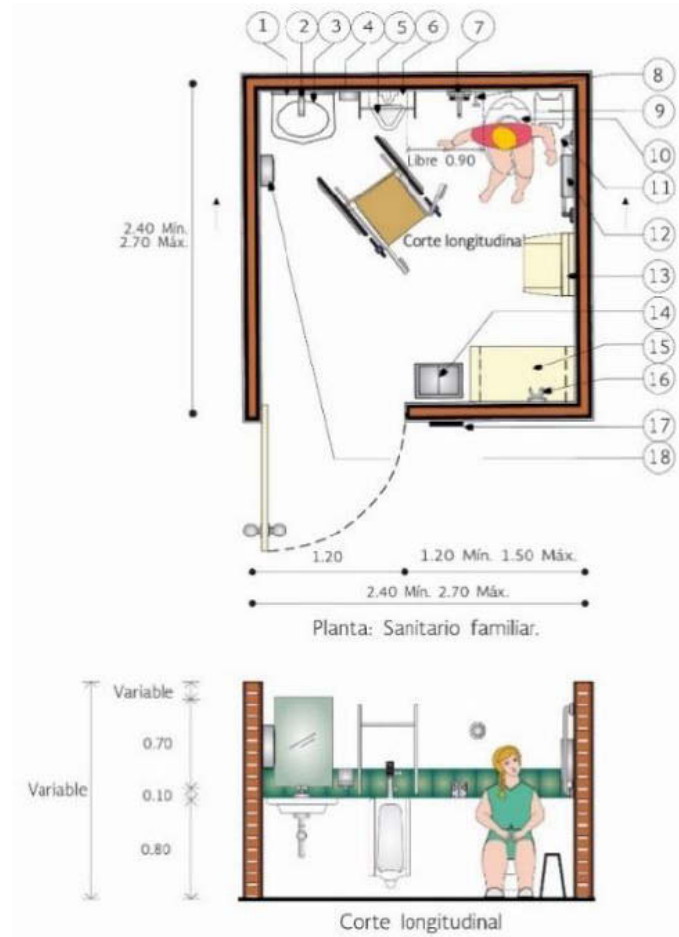 1 2 3 4 5 6 7
8
9
10
11
12
13
14
15
16
17
18
Libre 0.90
2.40 Mín.
2.70 Máx.
Corte longitudinal
1.20
1.20 Mín. 1.50 Máx.
2.40 Mín. 2.70 Máx.
Planta: Sanitario familiar.
Variable
0.70
Variable
0.10
0.80
Corte longitudinal